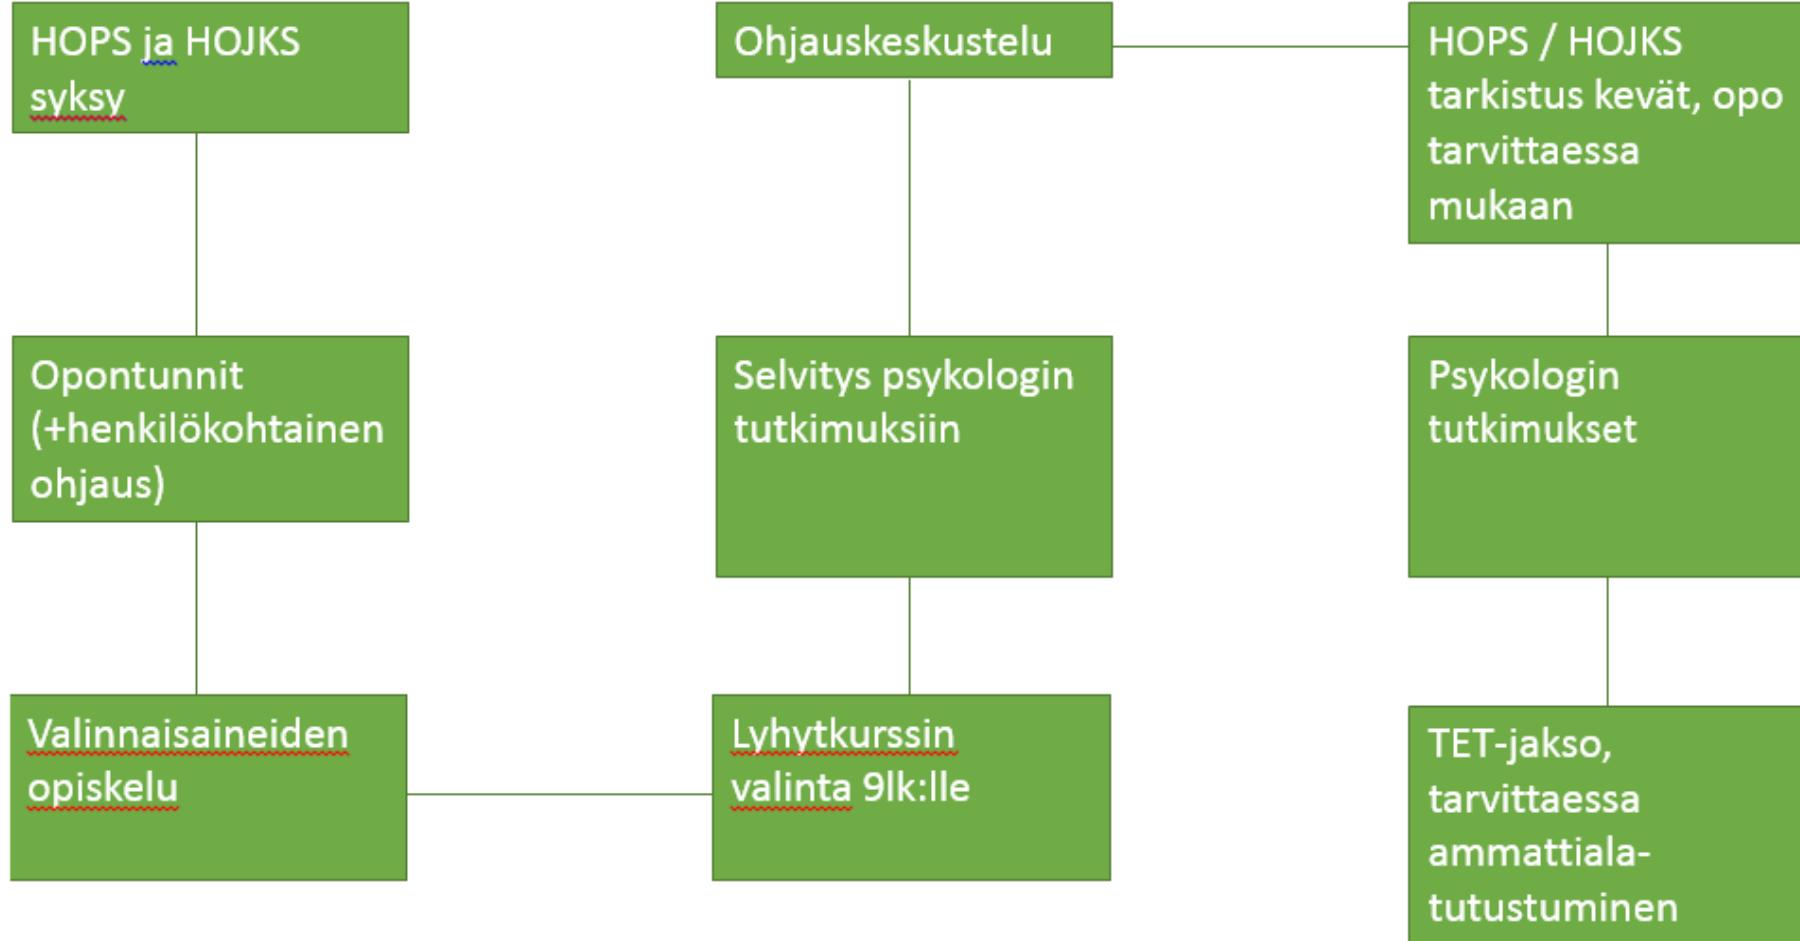 HOPS ja HOJKS
syksy
Opontunnit
(+henkilökohtainen
ohjaus)
Valinnaisaineiden
opiskelu
Lyhytkurssin
valinta 9lk:lle
Selvitys psykologin
tutkimuksiin
Ohjauskeskustelu
HOPS / HOJKS
tarkistus kevät, opo
tarvittaessa
mukaan
Psykologin
tutkimukset
TET-jakso,
tarvittaessa
ammattiala-
tutustuminen